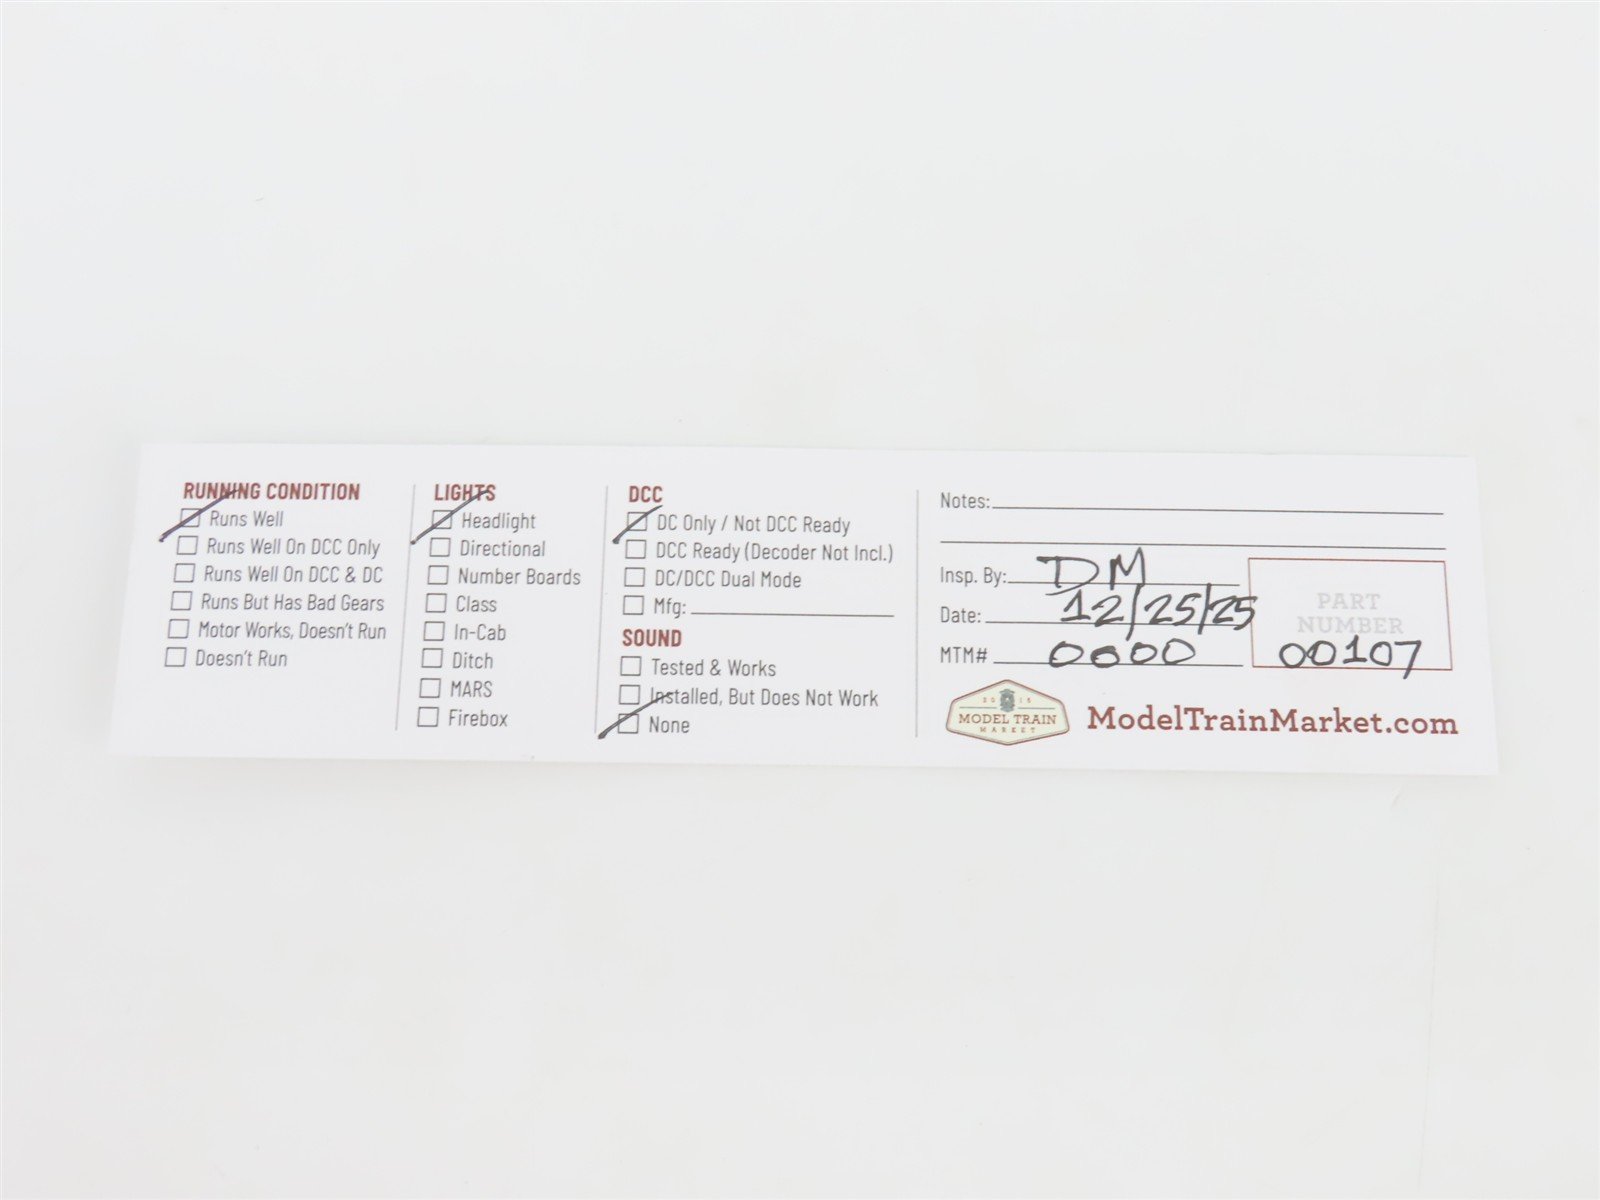 RUNNING CONDITION
Runs Well
Runs Well On DCC Only
Runs Well On DCC & DC
Runs But Has Bad Gears
Motor Works, Doesn't Run
Doesn't Run
LIGHTS
Headlight
Directional
Number Boards
Class
In-Cab
Ditch
MARS
Firebox
DCC
DC Only / Not DCC Ready
DCC Ready (Decoder Not Incl.)
DC/DCC Dual Mode
Mfg:
SOUND
Tested & Works
Installed, But Does Not Work
None
Notes:
Insp. By: DM
Date: 12/25/25
MTM# 0000
PART
NUMBER
00107
2015
MODEL TRAIN
MARKET
ModelTrainMarket.com